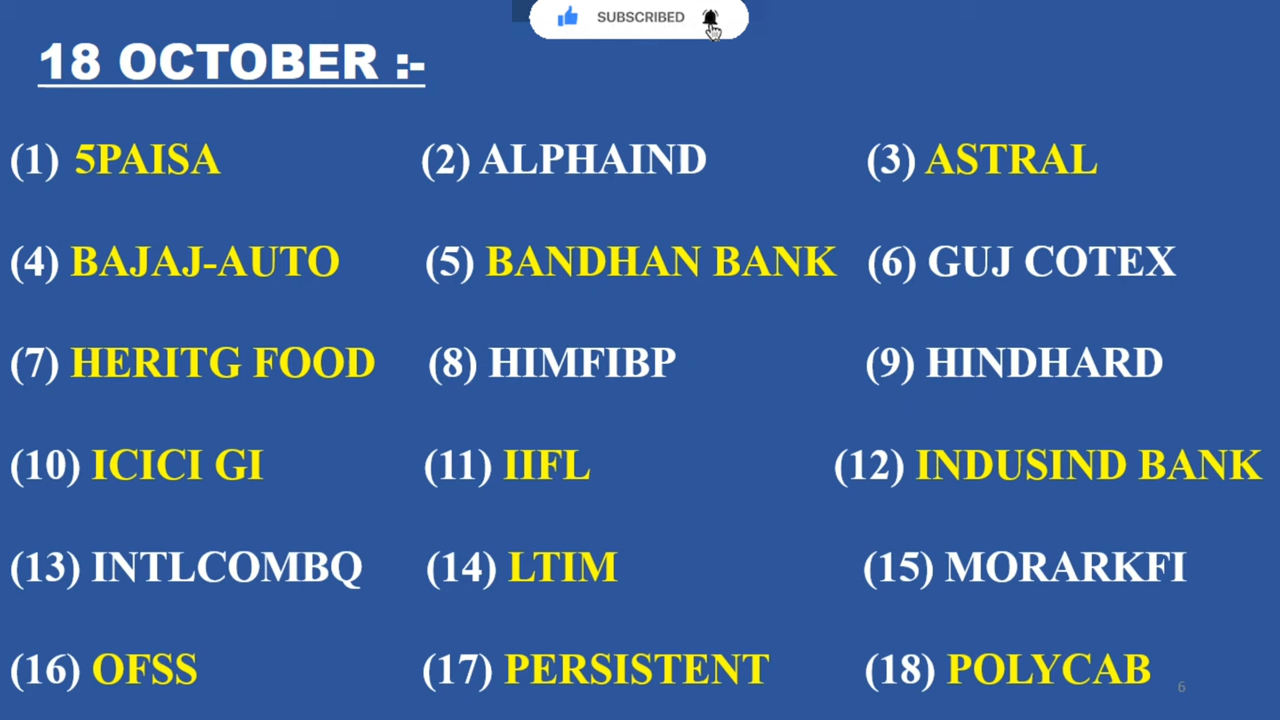 SUBSCRIBED
18 OCTOBER :-
(1) 5PAISA (2) ALPHAIND (3) ASTRAL
(4) BAJAJ-AUTO (5) BANDHAN BANK (6) GUJ COTEX
(7) HERITG FOOD (8) HIMFIBP (9) HINDHARD
(10) ICICI GI (11) IIFL (12) INDUSIND BANK
(13) INTLCOMBQ (14) LTIM (15) MORARKFI
(16) OFSS (17) PERSISTENT (18) POLYCAB
6